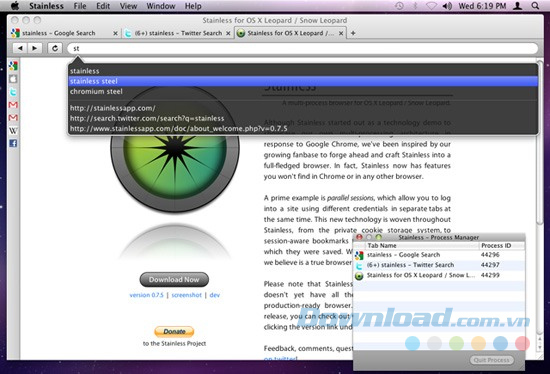 Stainless File Edit View Window Help Wed 6:19 PM
Stainless for OS X Leopard / Snow Leopard
stainless – Google Search (6+) stainless – Twitter Search Stainless for OS X Leopard /...
st
stainless
stainless steel
chromium steel
http://stainlessapp.com/
http://search.twitter.com/search?q=stainless
http://www.stainlessapp.com/doc/about_welcome.php?v=0.7.5
Stainless
A multi-process browser for OS X Leopard / Snow Leopard.
Although Stainless started out as a technology demo to
response to Google Chrome, we've been inspired by our
growing fanbase to forge ahead and craft Stainless into a
full-fledged browser. In fact, Stainless now has features
you won't find in Chrome or in any other browser.
A prime example is parallel sessions, which allow you to log
into a site using different credentials in separate tabs at
the same time. This new technology is woven throughout
Stainless, from the private cookie storage system, to
session-aware bookmarks
which they were saved. W
we believe is a true browser
Please note that Stainless
doesn't yet have all the
production-ready browser.
release, you can check out
clicking the version link under
Feedback, comments, quest
on twitter
Download Now
version 0.7.5 | screenshot | dev
Donate
to the Stainless Project
Stainless – Process Manager
Tab Name Process ID
stainless – Google Search 44296
(6+) stainless – Twitter Search 44297
Stainless for OS X Leopard / Snow L... 44299
Quit Process
Download.com.vn